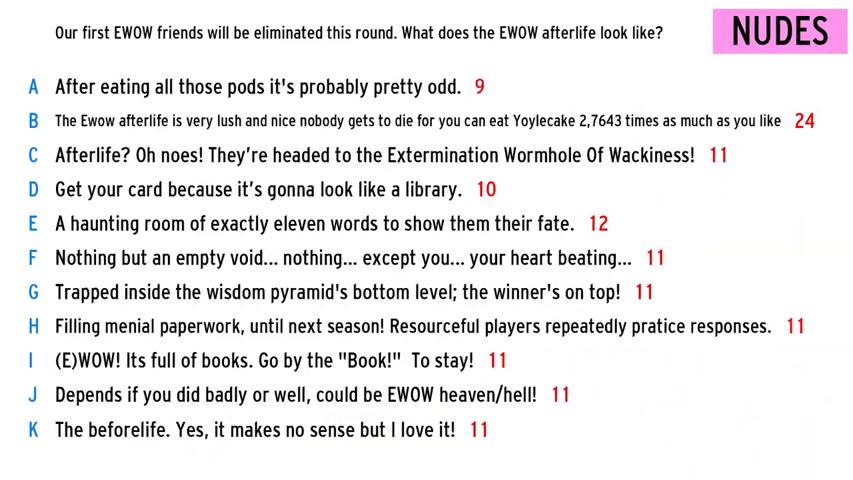 Our first EWOW friends will be eliminated this round. What does the EWOW afterlife look like?
NUDES
A After eating all those pods it's probably pretty odd. 9
B The Ewow afterlife is very lush and nice nobody gets to die for you can eat Yoylecake 2,7643 times as much as you like 24
C Afterlife? Oh noes! They're headed to the Extermination Wormhole Of Wackiness! 11
D Get your card because it's gonna look like a library. 10
E A haunting room of exactly eleven words to show them their fate. 12
F Nothing but an empty void... nothing... except you... your heart beating... 11
G Trapped inside the wisdom pyramid's bottom level; the winner's on top! 11
H Filling menial paperwork, until next season! Resourceful players repeatedly pratice responses. 11
I (E)WOW! Its full of books. Go by the "Book!" To stay! 11
J Depends if you did badly or well, could be EWOW heaven/hell! 11
K The beforelife. Yes, it makes no sense but I love it! 11